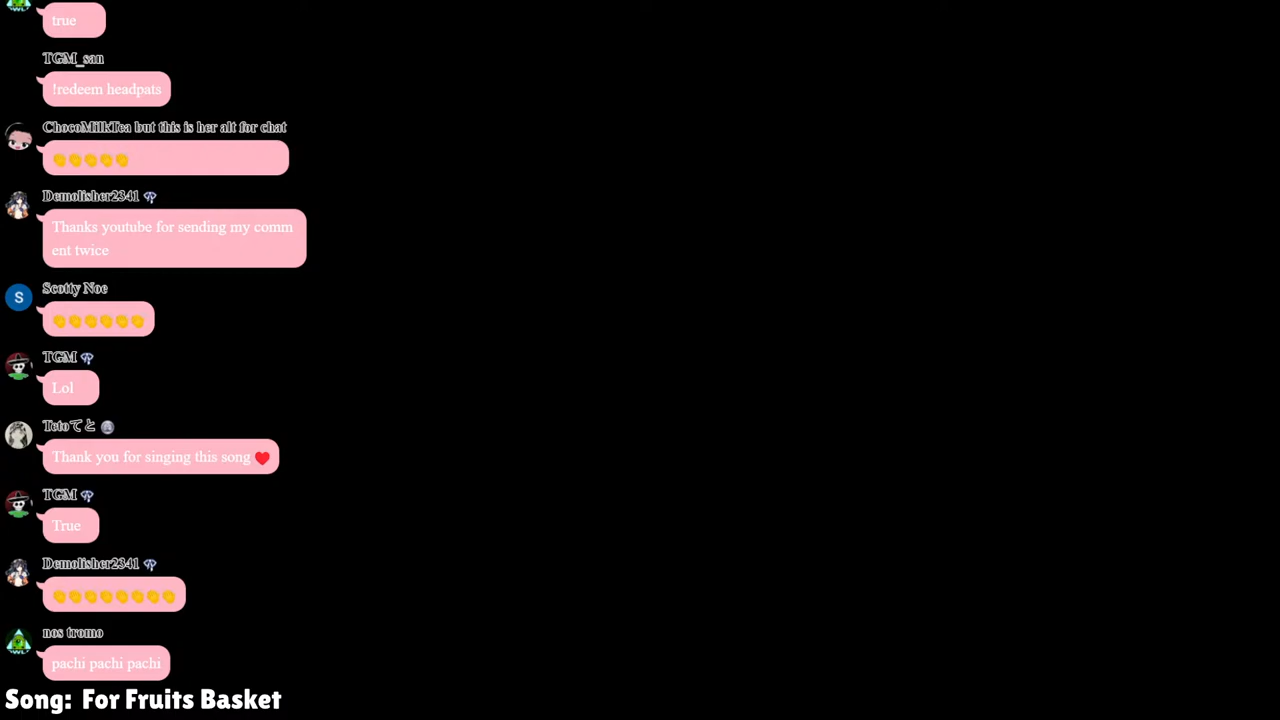 true
TGM_san
!redeem headpats
ChocoMilkTea but this is her alt for chat
👏👏👏👏👏
Demolisher2341
Thanks youtube for sending my comm
ent twice
Scotty Noe
S
👏👏👏👏👏👏
TGM
Lol
Tetoてと
Thank you for singing this song ❤
TGM
True
Demolisher2341
👏👏👏👏👏👏👏👏
nos tromo
pachi pachi pachi
Song: For Fruits Basket